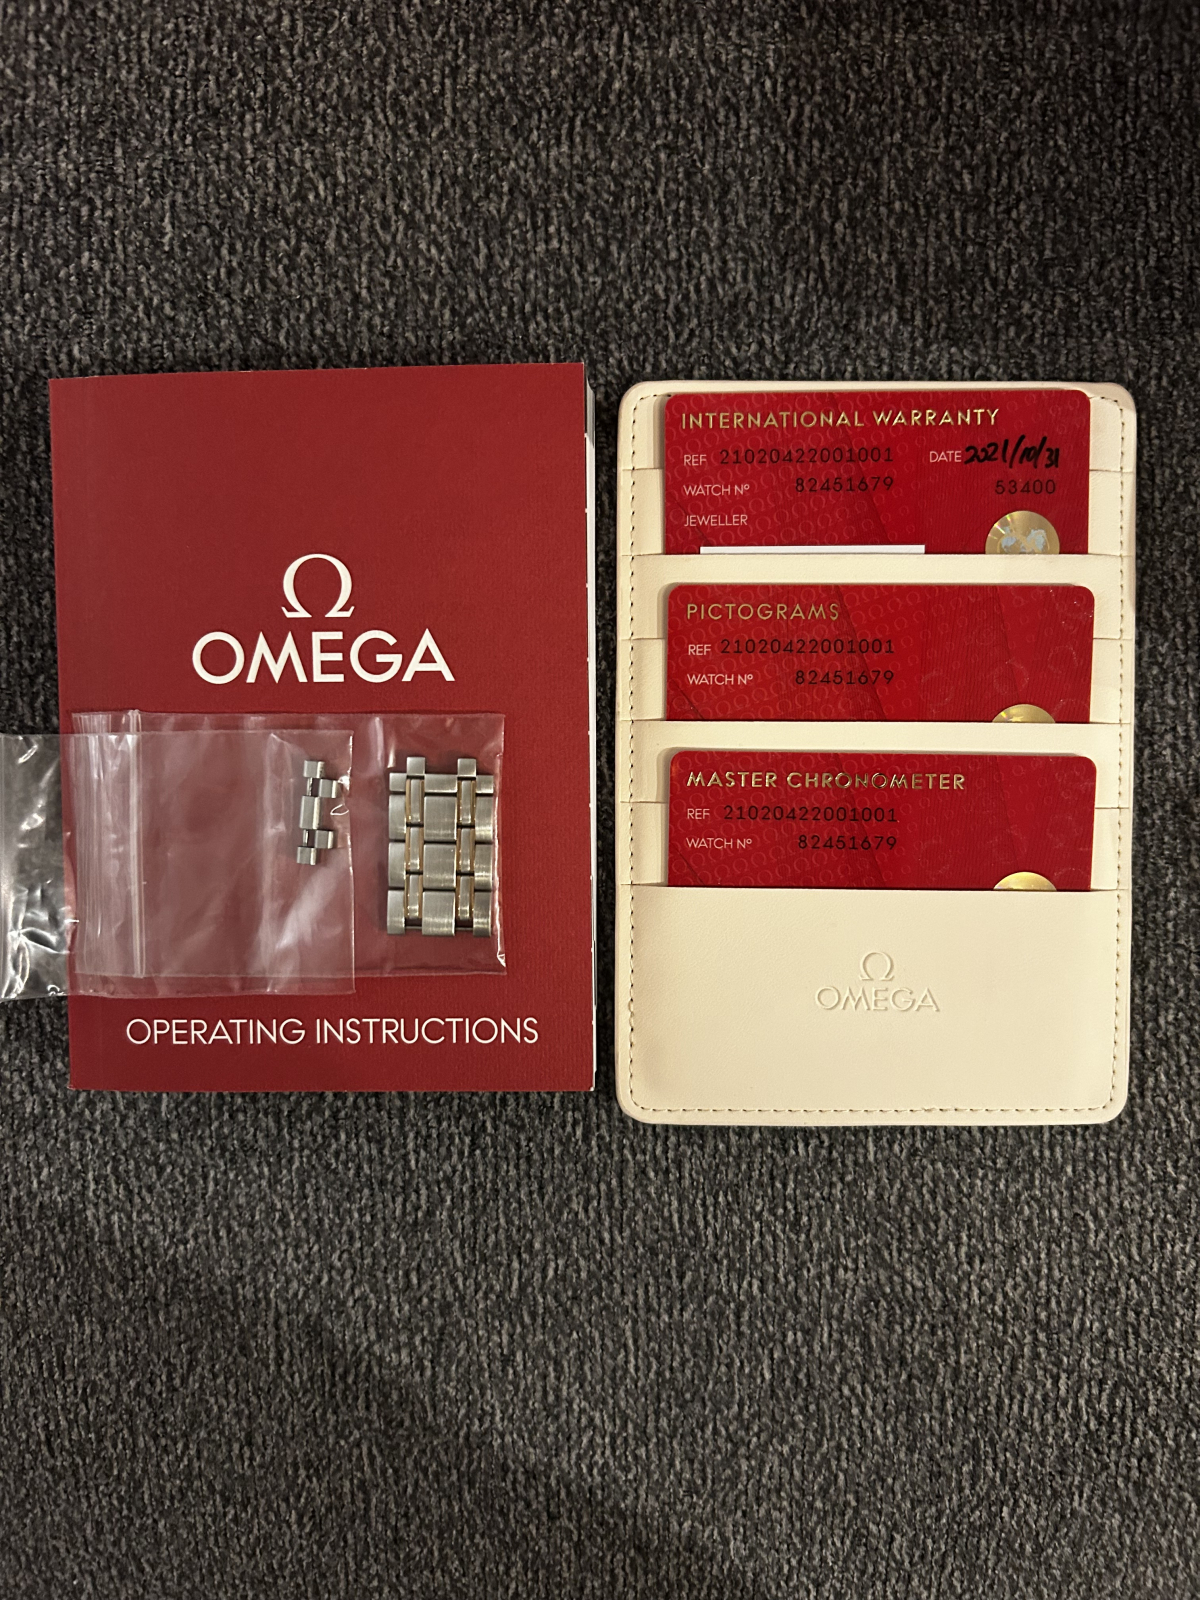 Ω
OMEGA
OPERATING INSTRUCTIONS
INTERNATIONAL WARRANTY
REF 21020422001001 DATE 2021/10/31
WATCH Nº 82451679 53400
JEWELLER
PICTOGRAMS
REF 21020422001001
WATCH Nº 82451679
MASTER CHRONOMETER
REF 21020422001001
WATCH Nº 82451679
Ω
OMEGA